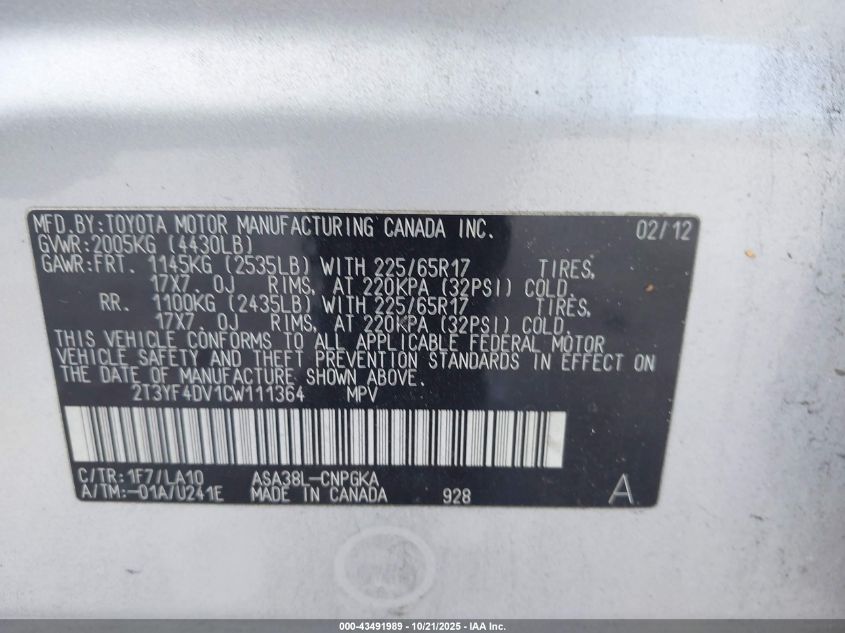 MFD.BY:TOYOTA MOTOR MANUFACTURING CANADA INC. 02/12
GVWR:2005KG (4430LB)
GAWR:FRT. 1145KG (2535LB) WITH 225/65R17 TIRES,
17X7. 0J RIMS, AT 220KPA (32PSI) COLD.
RR. 1100KG (2435LB) WITH 225/65R17 TIRES,
17X7. 0J RIMS, AT 220KPA (32PSI) COLD.
THIS VEHICLE CONFORMS TO ALL APPLICABLE FEDERAL MOTOR
VEHICLE SAFETY AND THEFT PREVENTION STANDARDS IN EFFECT ON
THE DATE OF MANUFACTURE SHOWN ABOVE.
2T3YF4DV1CW111364 MPV
C/TR:1F7/LA10 ASA38L-CNPGKA
A/TM:-01A/U241E MADE IN CANADA 928 A
000-43491989 - 10/21/2025 - IAA Inc.